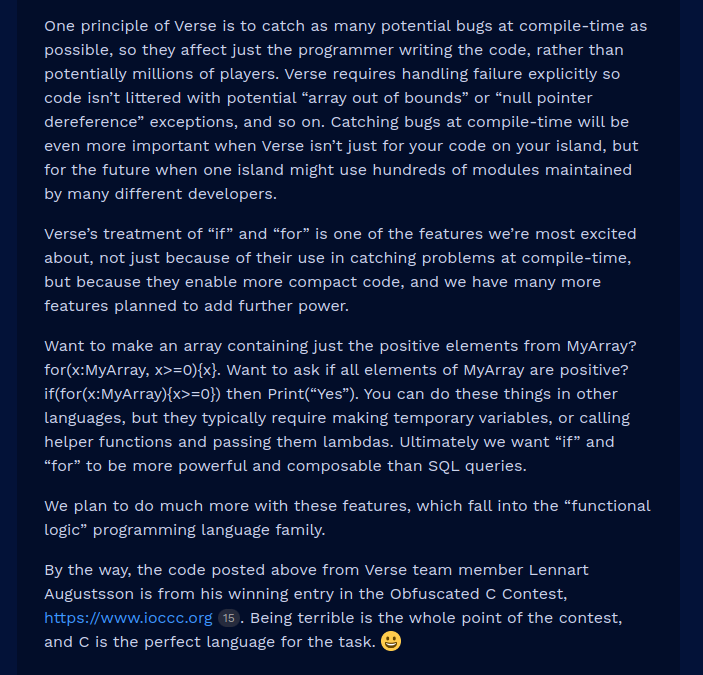 One principle of Verse is to catch as many potential bugs at compile-time as
possible, so they affect just the programmer writing the code, rather than
potentially millions of players. Verse requires handling failure explicitly so
code isn’t littered with potential “array out of bounds” or “null pointer
dereference” exceptions, and so on. Catching bugs at compile-time will be
even more important when Verse isn’t just for your code on your island, but
for the future when one island might use hundreds of modules maintained
by many different developers.
Verse’s treatment of “if” and “for” is one of the features we’re most excited
about, not just because of their use in catching problems at compile-time,
but because they enable more compact code, and we have many more
features planned to add further power.
Want to make an array containing just the positive elements from MyArray?
for(x:MyArray, x>=0){x}. Want to ask if all elements of MyArray are positive?
if(for(x:MyArray){x>=0}) then Print(“Yes”). You can do these things in other
languages, but they typically require making temporary variables, or calling
helper functions and passing them lambdas. Ultimately we want “if” and
“for” to be more powerful and composable than SQL queries.
We plan to do much more with these features, which fall into the “functional
logic” programming language family.
By the way, the code posted above from Verse team member Lennart
Augustsson is from his winning entry in the Obfuscated C Contest,
https://www.ioccc.org 15. Being terrible is the whole point of the contest,
and C is the perfect language for the task. 😀